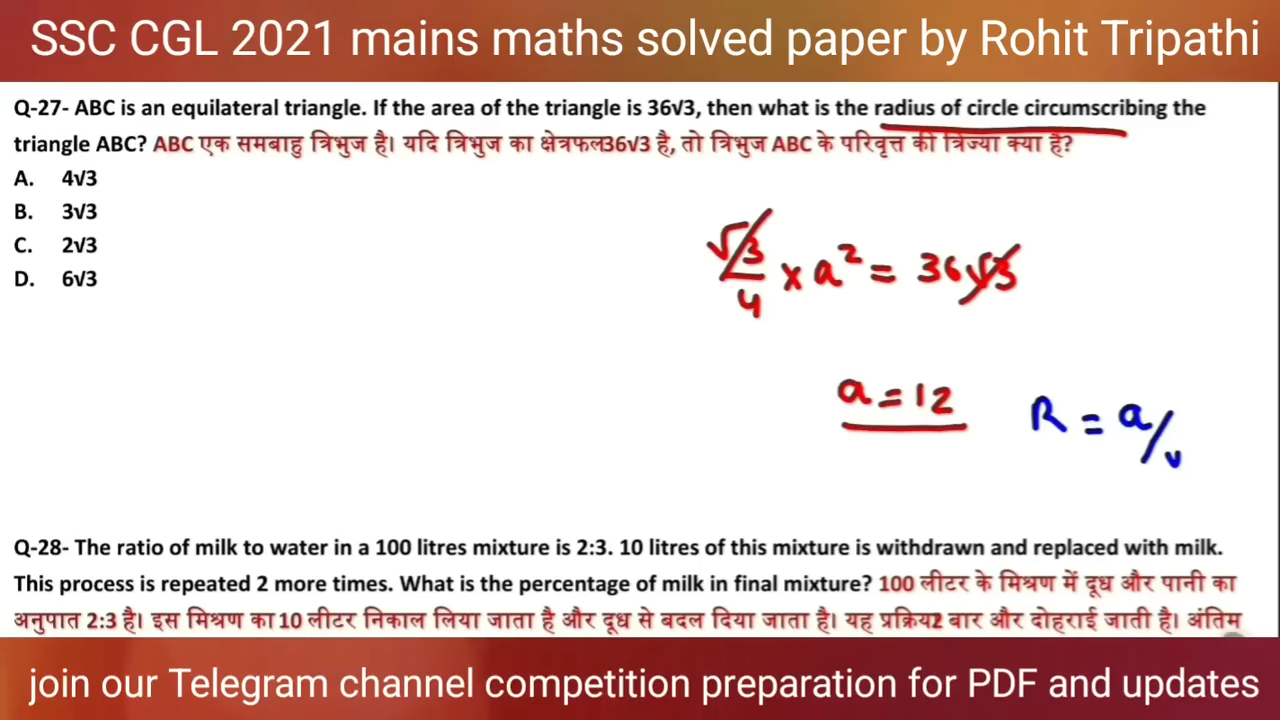 SSC CGL 2021 mains maths solved paper by Rohit Tripathi
Q-27- ABC is an equilateral triangle. If the area of the triangle is 36√3, then what is the radius of circle circumscribing the
triangle ABC? ABC एक समबाहु त्रिभुज है। यदि त्रिभुज का क्षेत्रफल36√3 है, तो त्रिभुज ABC के परिवृत्त की त्रिज्या क्या है?
A. 4√3
B. 3√3
C. 2√3
D. 6√3
√3/4 × a² = 36√3
a = 12
R = a/√
Q-28- The ratio of milk to water in a 100 litres mixture is 2:3. 10 litres of this mixture is withdrawn and replaced with milk.
This process is repeated 2 more times. What is the percentage of milk in final mixture? 100 लीटर के मिश्रण में दूध और पानी का
अनुपात 2:3 है। इस मिश्रण का 10 लीटर निकाल लिया जाता है और दूध से बदल दिया जाता है। यह प्रक्रिय2 बार और दोहराई जाती है। अंतिम
join our Telegram channel competition preparation for PDF and updates